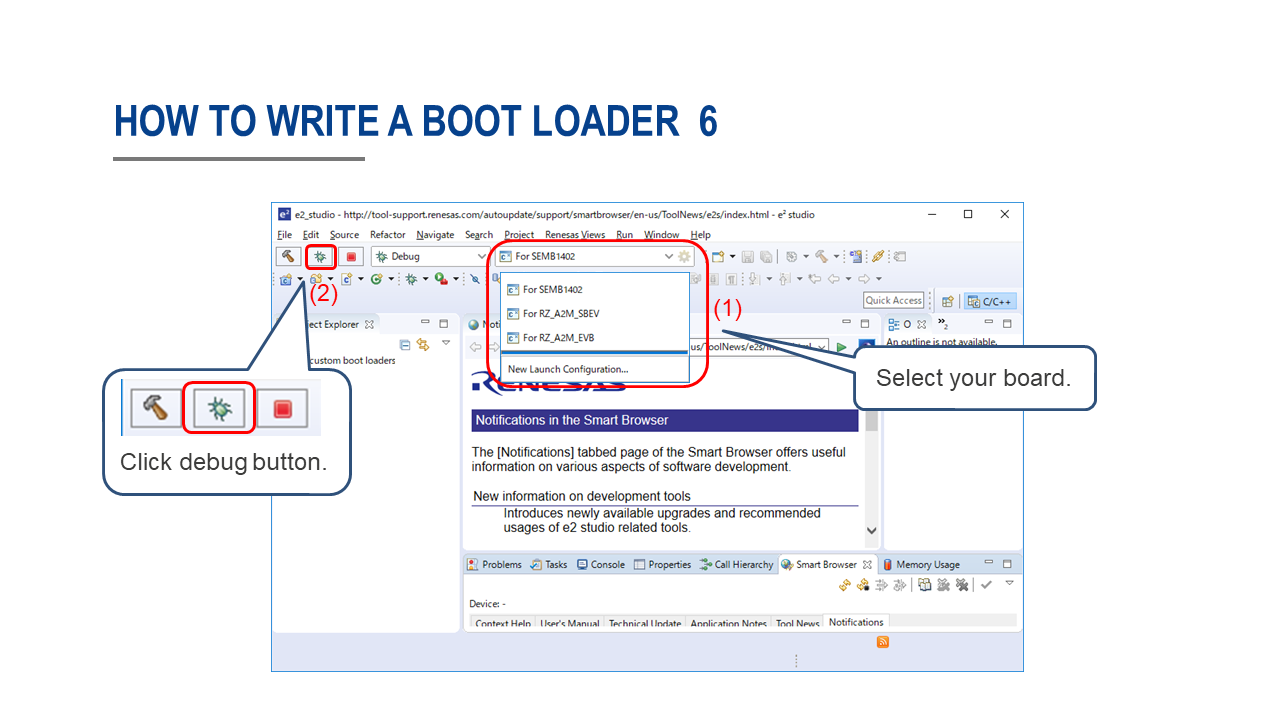 HOW TO WRITE A BOOT LOADER 6
e2_studio - http://tool-support.renesas.com/autoupdate/support/smartbrowser/en-us/ToolNews/e2s/index.html - e² studio
File Edit Source Refactor Navigate Search Project Renesas Views Run Window Help
Debug
For SEMB1402
(2)
For SEMB1402
For RZ_A2M_SBEV
For RZ_A2M_EVB
New Launch Configuration...
(1)
Quick Access
C/C++
ect Explorer
Noti
O
»2
us/ToolNews/e2s/in
An outline is not available.
custom boot loaders
Select your board.
RENESAS
Click debug button.
Notifications in the Smart Browser
The [Notifications] tabbed page of the Smart Browser offers useful
information on various aspects of software development.
New information on development tools
Introduces newly available upgrades and recommended
usages of e2 studio related tools.
Problems Tasks Console Properties Call Hierarchy Smart Browser Memory Usage
Device: -
Context Help User's Manual Technical Update Application Notes Tool News Notifications